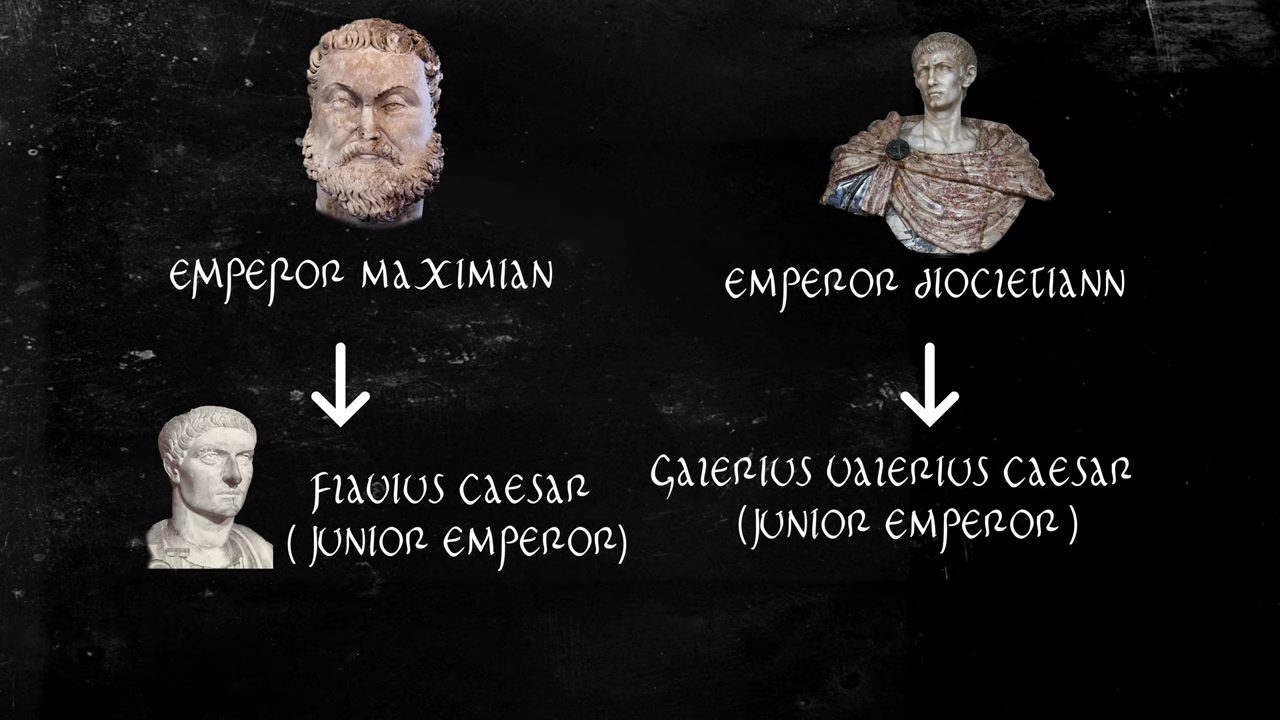 EMPEROR MAXIMIAN
EMPEROR DIOCLETIANN
FLAVIUS CAESAR
( JUNIOR EMPEROR)
GALERIUS VALERIUS CAESAR
(JUNIOR EMPEROR )